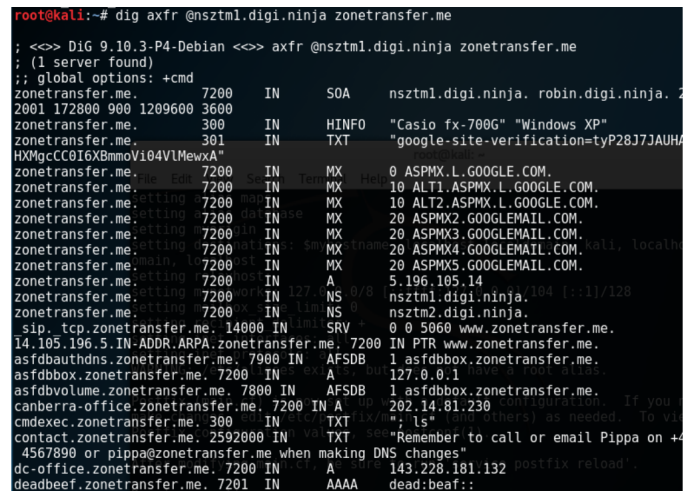 root@kali:~# dig axfr @nsztm1.digi.ninja zonetransfer.me
; <<>> DiG 9.10.3-P4-Debian <<>> axfr @nsztm1.digi.ninja zonetransfer.me
; (1 server found)
;; global options: +cmd
zonetransfer.me. 7200 IN SOA nsztm1.digi.ninja. robin.digi.ninja. 2
2001 172800 900 1209600 3600
zonetransfer.me. 300 IN HINFO "Casio fx-700G" "Windows XP"
zonetransfer.me. 301 IN TXT "google-site-verification=tyP28J7JAUHA
HXMgcCC0I6XBmmoVi04VlMewxA"
zonetransfer.me. 7200 IN MX 0 ASPMX.L.GOOGLE.COM.
zonetransfer.me. 7200 IN MX 10 ALT1.ASPMX.L.GOOGLE.COM.
zonetransfer.me. 7200 IN MX 10 ALT2.ASPMX.L.GOOGLE.COM.
zonetransfer.me. 7200 IN MX 20 ASPMX2.GOOGLEMAIL.COM.
zonetransfer.me. 7200 IN MX 20 ASPMX3.GOOGLEMAIL.COM.
zonetransfer.me. 7200 IN MX 20 ASPMX4.GOOGLEMAIL.COM.
zonetransfer.me. 7200 IN MX 20 ASPMX5.GOOGLEMAIL.COM.
zonetransfer.me. 7200 IN A 5.196.105.14
zonetransfer.me. 7200 IN NS nsztm1.digi.ninja.
zonetransfer.me. 7200 IN NS nsztm2.digi.ninja.
_sip._tcp.zonetransfer.me. 14000 IN SRV 0 0 5060 www.zonetransfer.me.
14.105.196.5.IN-ADDR.ARPA.zonetransfer.me. 7200 IN PTR www.zonetransfer.me.
asfdbauthdns.zonetransfer.me. 7900 IN AFSDB 1 asfdbbox.zonetransfer.me.
asfdbbox.zonetransfer.me. 7200 IN A 127.0.0.1
asfdbvolume.zonetransfer.me. 7800 IN AFSDB 1 asfdbbox.zonetransfer.me.
canberra-office.zonetransfer.me. 7200 IN A 202.14.81.230
cmdexec.zonetransfer.me. 300 IN TXT "; ls"
contact.zonetransfer.me. 2592000 IN TXT "Remember to call or email Pippa on +4
4567890 or pippa@zonetransfer.me when making DNS changes"
dc-office.zonetransfer.me. 7200 IN A 143.228.181.132
deadbeef.zonetransfer.me. 7201 IN AAAA dead:beaf::